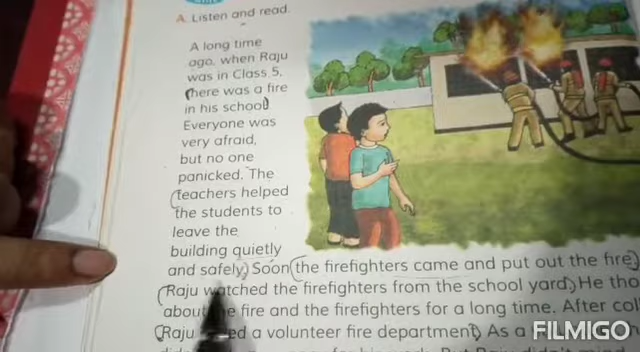 A. Listen and read.
A long time
ago, when Raju
was in Class 5,
there was a fire
in his school
Everyone was
very afraid,
but no one
panicked. The
teachers helped
the students to
leave the
building quietly
and safely. Soon the firefighters came and put out the fire.
Raju watched the firefighters from the school yard. He tho
about the fire and the firefighters for a long time. After col
Raju a volunteer fire department. As a
FILMIGO